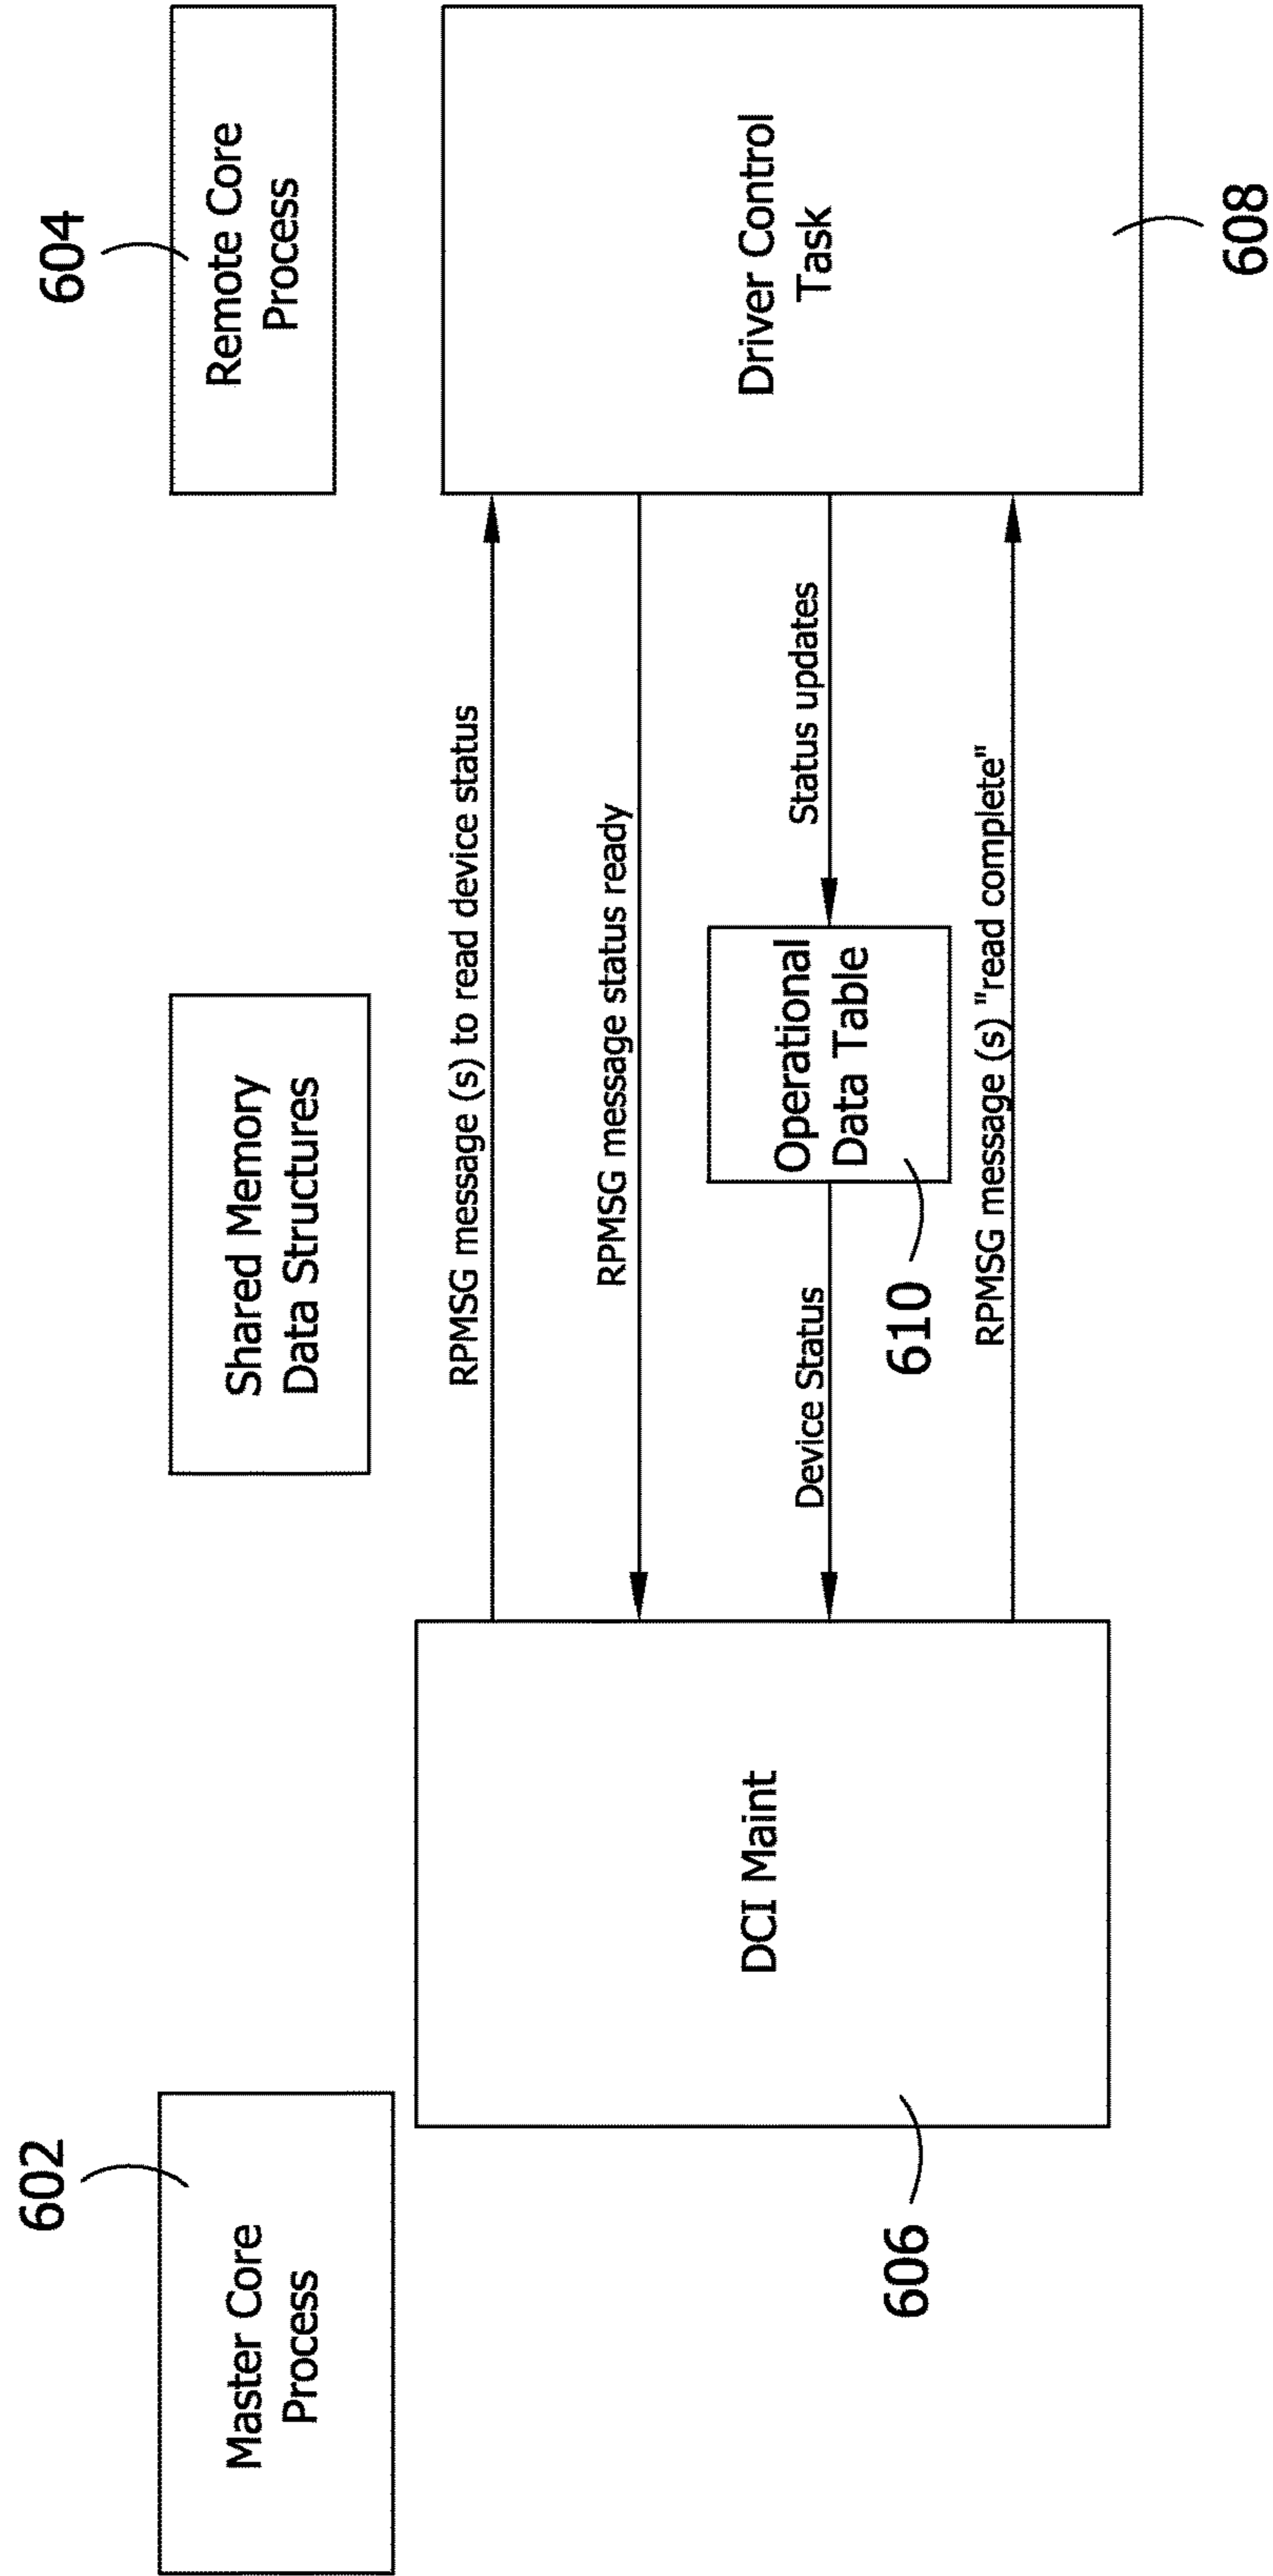 602
Master Core
Process
Shared Memory
Data Structures
604
Remote Core
Process
RPMSG message (s) to read device status
RPMSG message status ready
DCI Maint
Device Status
Operational
Data Table
Status updates
Driver Control
Task
606
610
RPMSG message (s) "read complete"
608